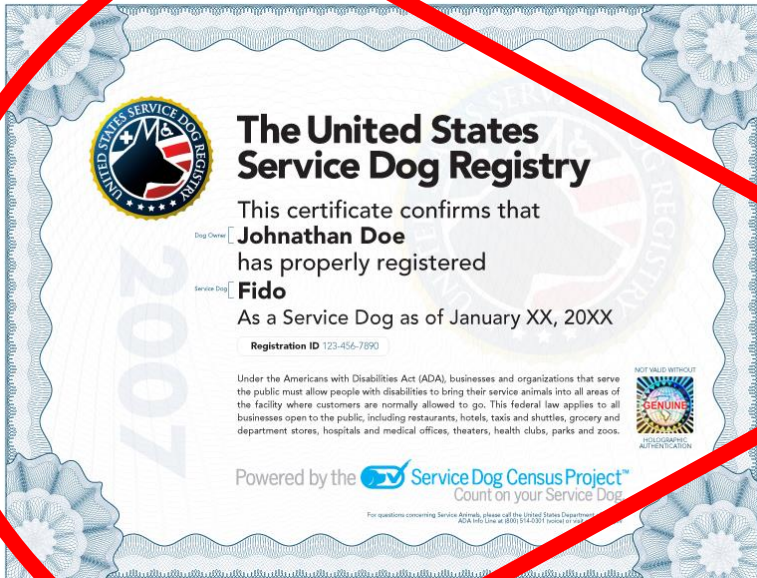 UNITED STATES SERVICE DOG REGISTRY
The United States
Service Dog Registry
This certificate confirms that
Dog Owner
Johnathan Doe
has properly registered
Service Dog
Fido
As a Service Dog as of January XX, 20XX
Registration ID 123-456-7890
2007
Under the Americans with Disabilities Act (ADA), businesses and organizations that serve
the public must allow people with disabilities to bring their service animals into all areas of
the facility where customers are normally allowed to go. This federal law applies to all
businesses open to the public, including restaurants, hotels, taxis and shuttles, grocery and
department stores, hospitals and medical offices, theaters, health clubs, parks and zoos.
NOT VALID WITHOUT
GENUINE
HOLOGRAPHIC
AUTHENTICATION
Powered by the Service Dog Census Project™
Count on your Service Dog
For questions concerning Service Animals, please call the United States Department
ADA Info Line at (800) 514-0301 (voice) or visit